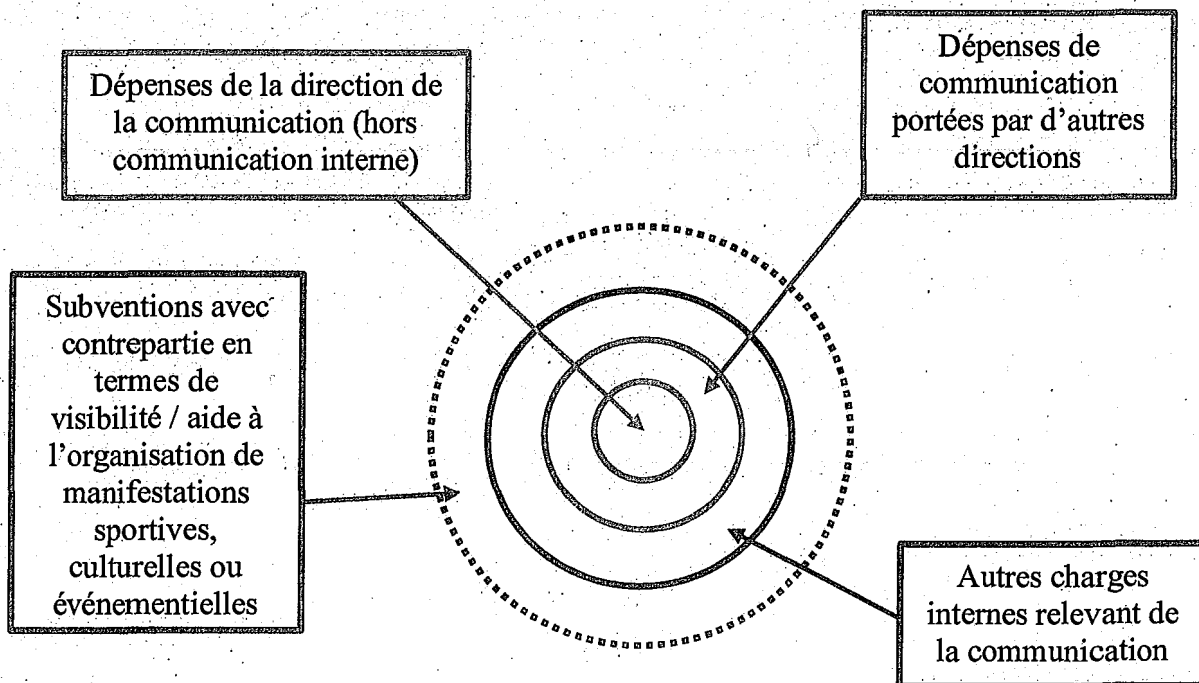 Dépenses de la direction de
la communication (hors
communication interne)
Dépenses de
communication
portées par d'autres
directions
Subventions avec
contrepartie en
termes de
visibilité / aide à
l'organisation de
manifestations
sportives,
culturelles ou
événementielles
Autres charges
internes relevant de
la communication